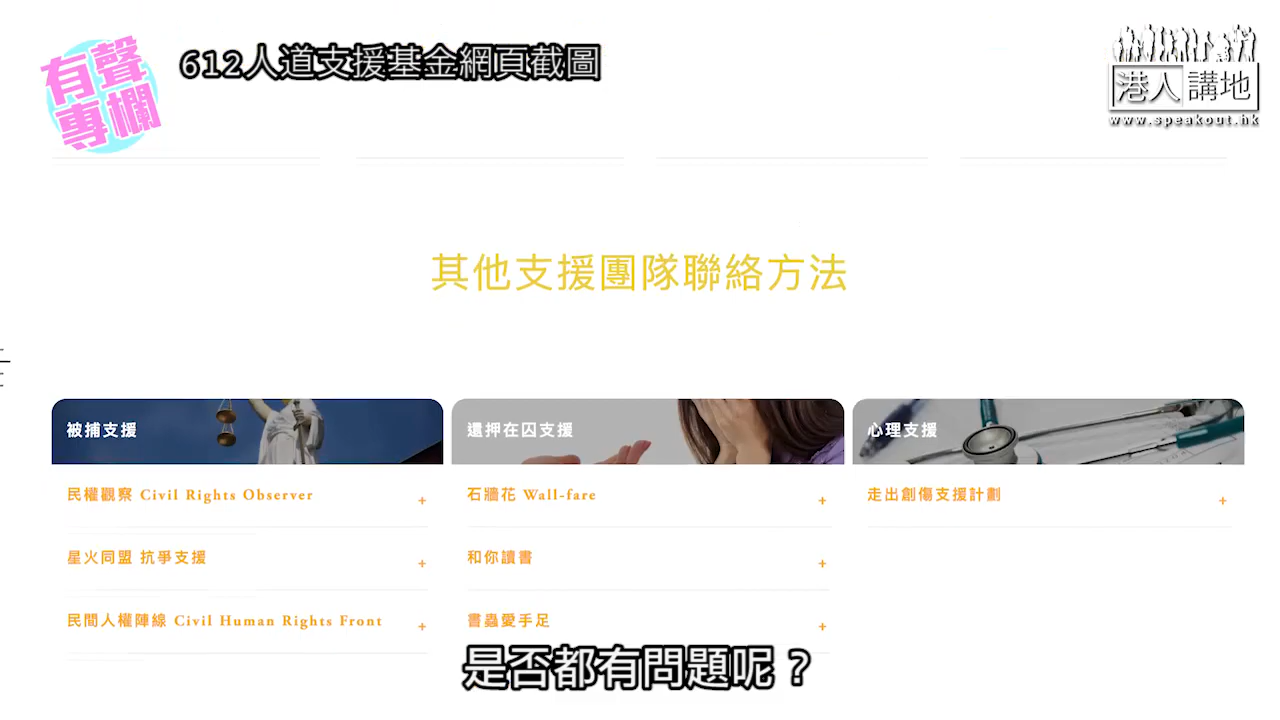 有聲
專欄
612人道支援基金網頁截圖
港人講地
www.speakout.hk
其他支援團隊聯絡方法
被捕支援
民權觀察 Civil Rights Observer +
星火同盟 抗爭支援 +
民間人權陣線 Civil Human Rights Front +
還押在囚支援
石牆花 Wall-fare +
和你讀書 +
書蟲愛手足 +
心理支援
走出創傷支援計劃 +
是否都有問題呢？